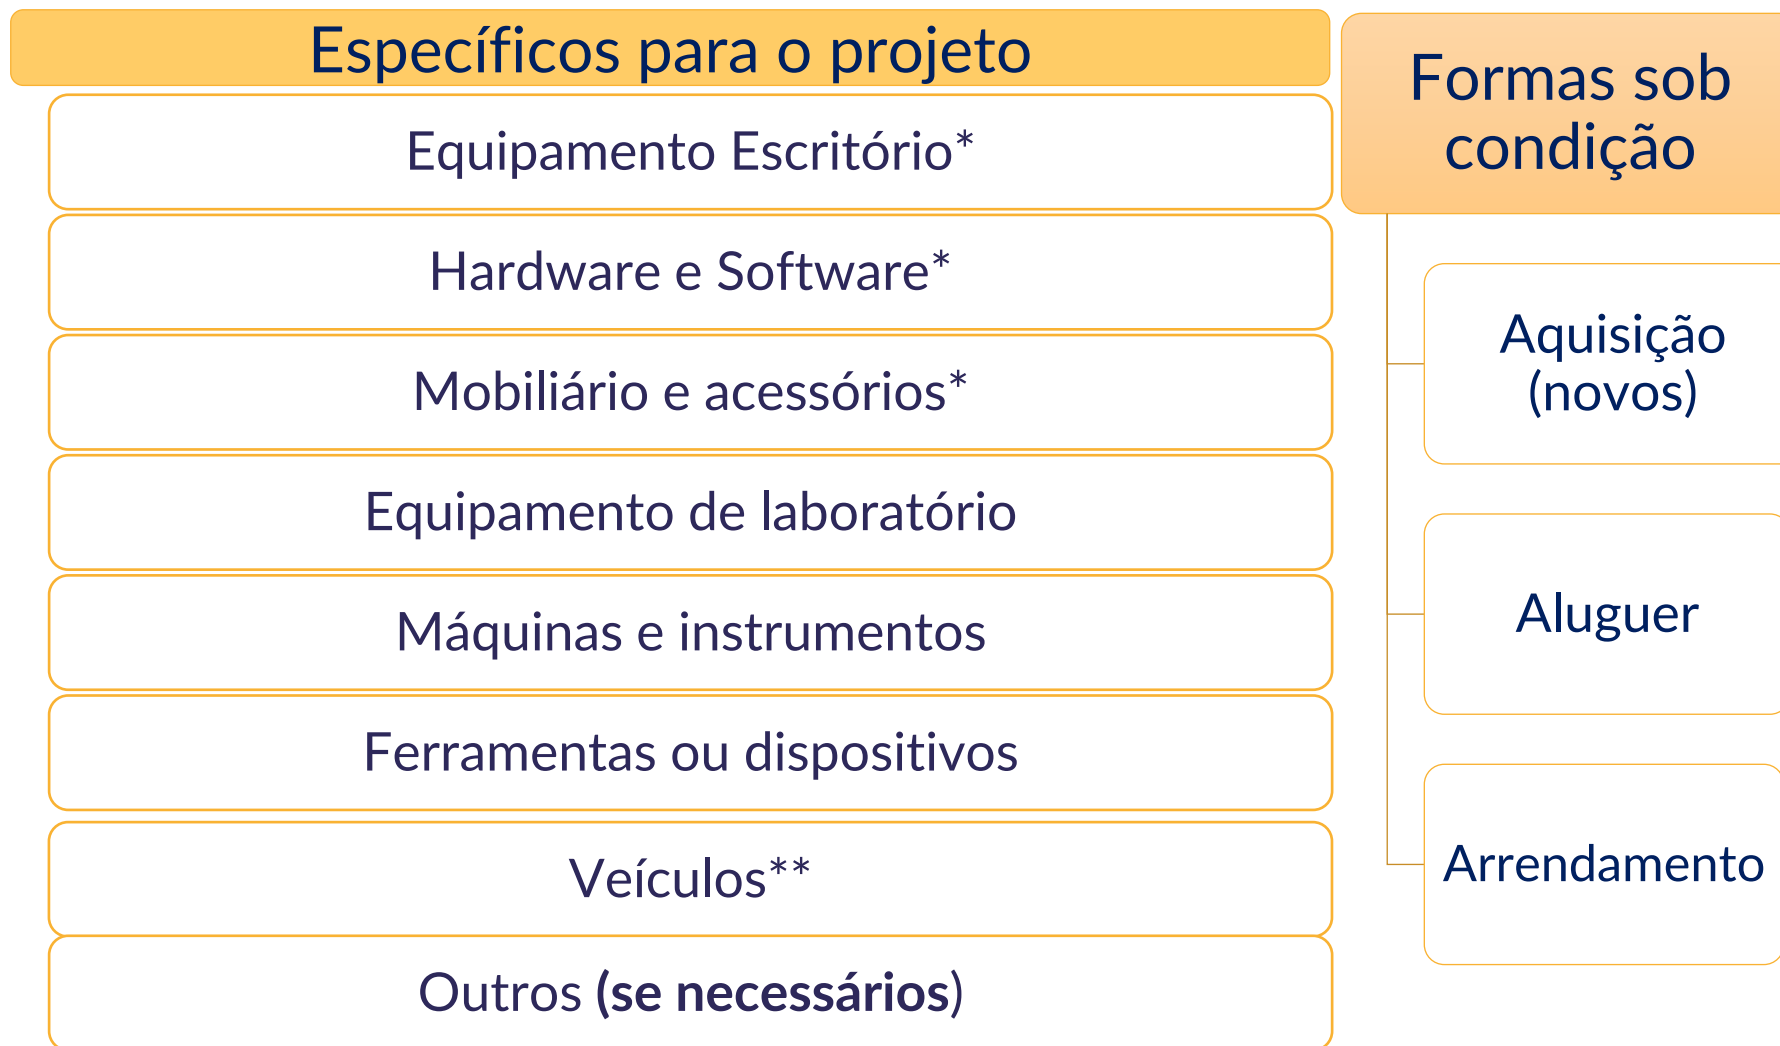 Específicos para o projeto
Equipamento Escritório*
Hardware e Software*
Mobiliário e acessórios*
Equipamento de laboratório
Máquinas e instrumentos
Ferramentas ou dispositivos
Veículos**
Outros (se necessários)
Formas sob
condição
Aquisição
(novos)
Aluguer
Arrendamento